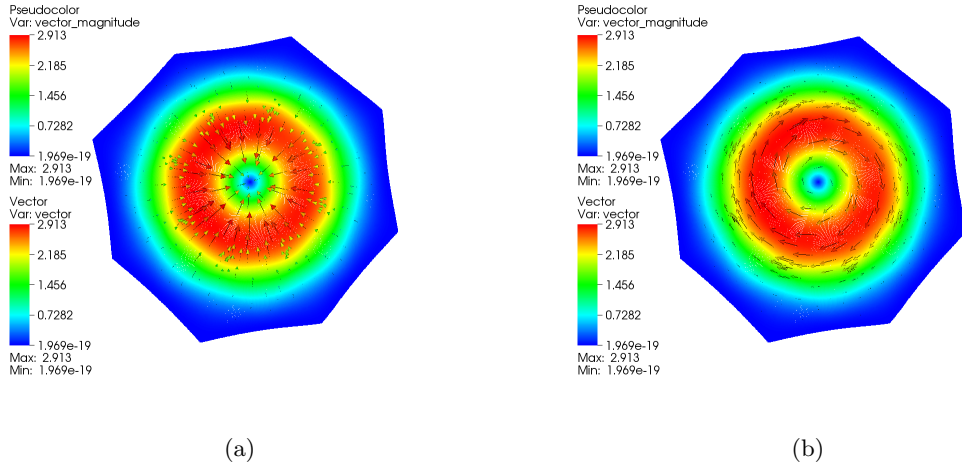 Pseudocolor
Var: vector_magnitude
2.913
2.185
1.456
0.7282
1.969e-19
Max: 2.913
Min: 1.969e-19
Vector
Var: vector
2.913
2.185
1.456
0.7282
1.969e-19
Max: 2.913
Min: 1.969e-19
(a)
Pseudocolor
Var: vector_magnitude
2.913
2.185
1.456
0.7282
1.969e-19
Max: 2.913
Min: 1.969e-19
Vector
Var: vector
2.913
2.185
1.456
0.7282
1.969e-19
Max: 2.913
Min: 1.969e-19
(b)